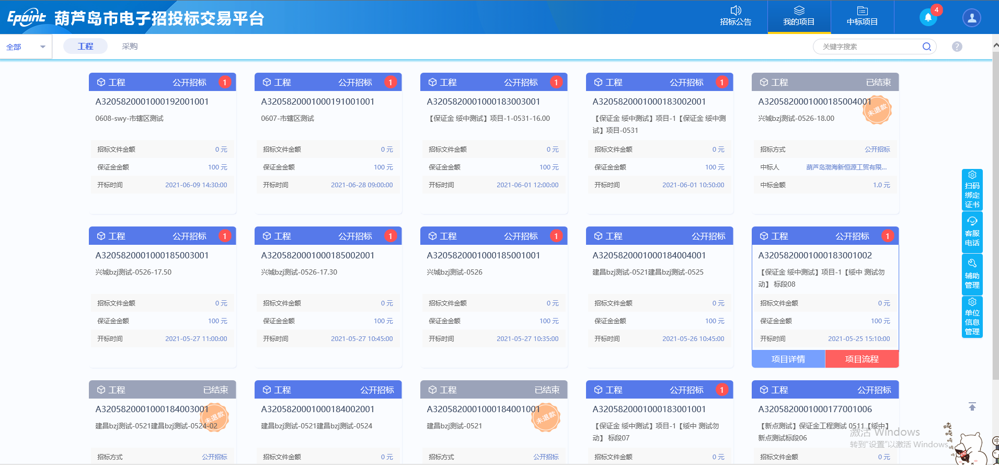 Epoint 葫芦岛市电子招投标交易平台
招标公告
我的项目
中标项目
4
全部
工程
采购
关键字搜索
?
工程 公开招标 1
A3205820001000192001001
0608-swy-市辖区测试
招标文件金额 0 元
保证金金额 100 元
开标时间 2021-06-09 14:30:00
工程 公开招标 1
A3205820001000191001001
0607-市辖区测试
招标文件金额 0 元
保证金金额 100 元
开标时间 2021-06-28 09:00:00
工程 公开招标 1
A3205820001000183003001
【保证金 绥中测试】项目-1-0531-16.00
招标文件金额 0 元
保证金金额 100 元
开标时间 2021-06-01 12:00:00
工程 公开招标 1
A3205820001000183002001
【保证金 绥中测试】项目-1【保证金 绥中测
试】项目-0531
招标文件金额 0 元
保证金金额 100 元
开标时间 2021-06-01 10:50:00
工程 已结束
A3205820001000185004001
未退款
兴城bzj测试-0526-18.00
招标方式 公开招标
中标人 葫芦岛渤海新恒源工贸有限...
中标金额 1.0 元
工程 公开招标 1
A3205820001000185003001
兴城bzj测试-0526-17.50
招标文件金额 0 元
保证金金额 100 元
开标时间 2021-05-27 11:00:00
工程 公开招标 1
A3205820001000185002001
兴城bzj测试-0526-17.30
招标文件金额 0 元
保证金金额 100 元
开标时间 2021-05-27 10:45:00
工程 公开招标 1
A3205820001000185001001
兴城bzj测试-0526
招标文件金额 0 元
保证金金额 100 元
开标时间 2021-05-27 10:35:00
工程 公开招标
A3205820001000184004001
建昌bzj测试-0521建昌bzj测试-0525
招标文件金额 0 元
保证金金额 100 元
开标时间 2021-05-26 10:45:00
工程 公开招标 1
A3205820001000183001002
【保证金 绥中测试】项目-1【绥中 测试勿
动】 标段08
招标文件金额 0 元
保证金金额 100 元
开标时间 2021-05-25 15:10:00
项目详情 项目流程
工程 已结束
A3205820001000184003001
未退款
建昌bzj测试-0521建昌bzj测试-0524-02
招标方式 公开招标
工程 公开招标
A3205820001000184002001
建昌bzj测试-0521建昌bzj测试-0524
招标文件金额 0 元
工程 已结束
A3205820001000184001001
未退款
建昌bzj测试-0521
招标方式 公开招标
工程 公开招标 1
A3205820001000183001001
【保证金 绥中测试】项目-1【绥中 测试勿
动】 标段07
招标文件金额 0 元
工程 公开招标
A3205820001000177001006
【新点测试】保证金工程测试 0511【绥中】
新点测试标段06
招标文件金额 0 元
扫码
绑定
证书
客服
电话
辅助
管理
单位
信息
管理
激活 Windows
转到“设置”以激活 Windows。
中